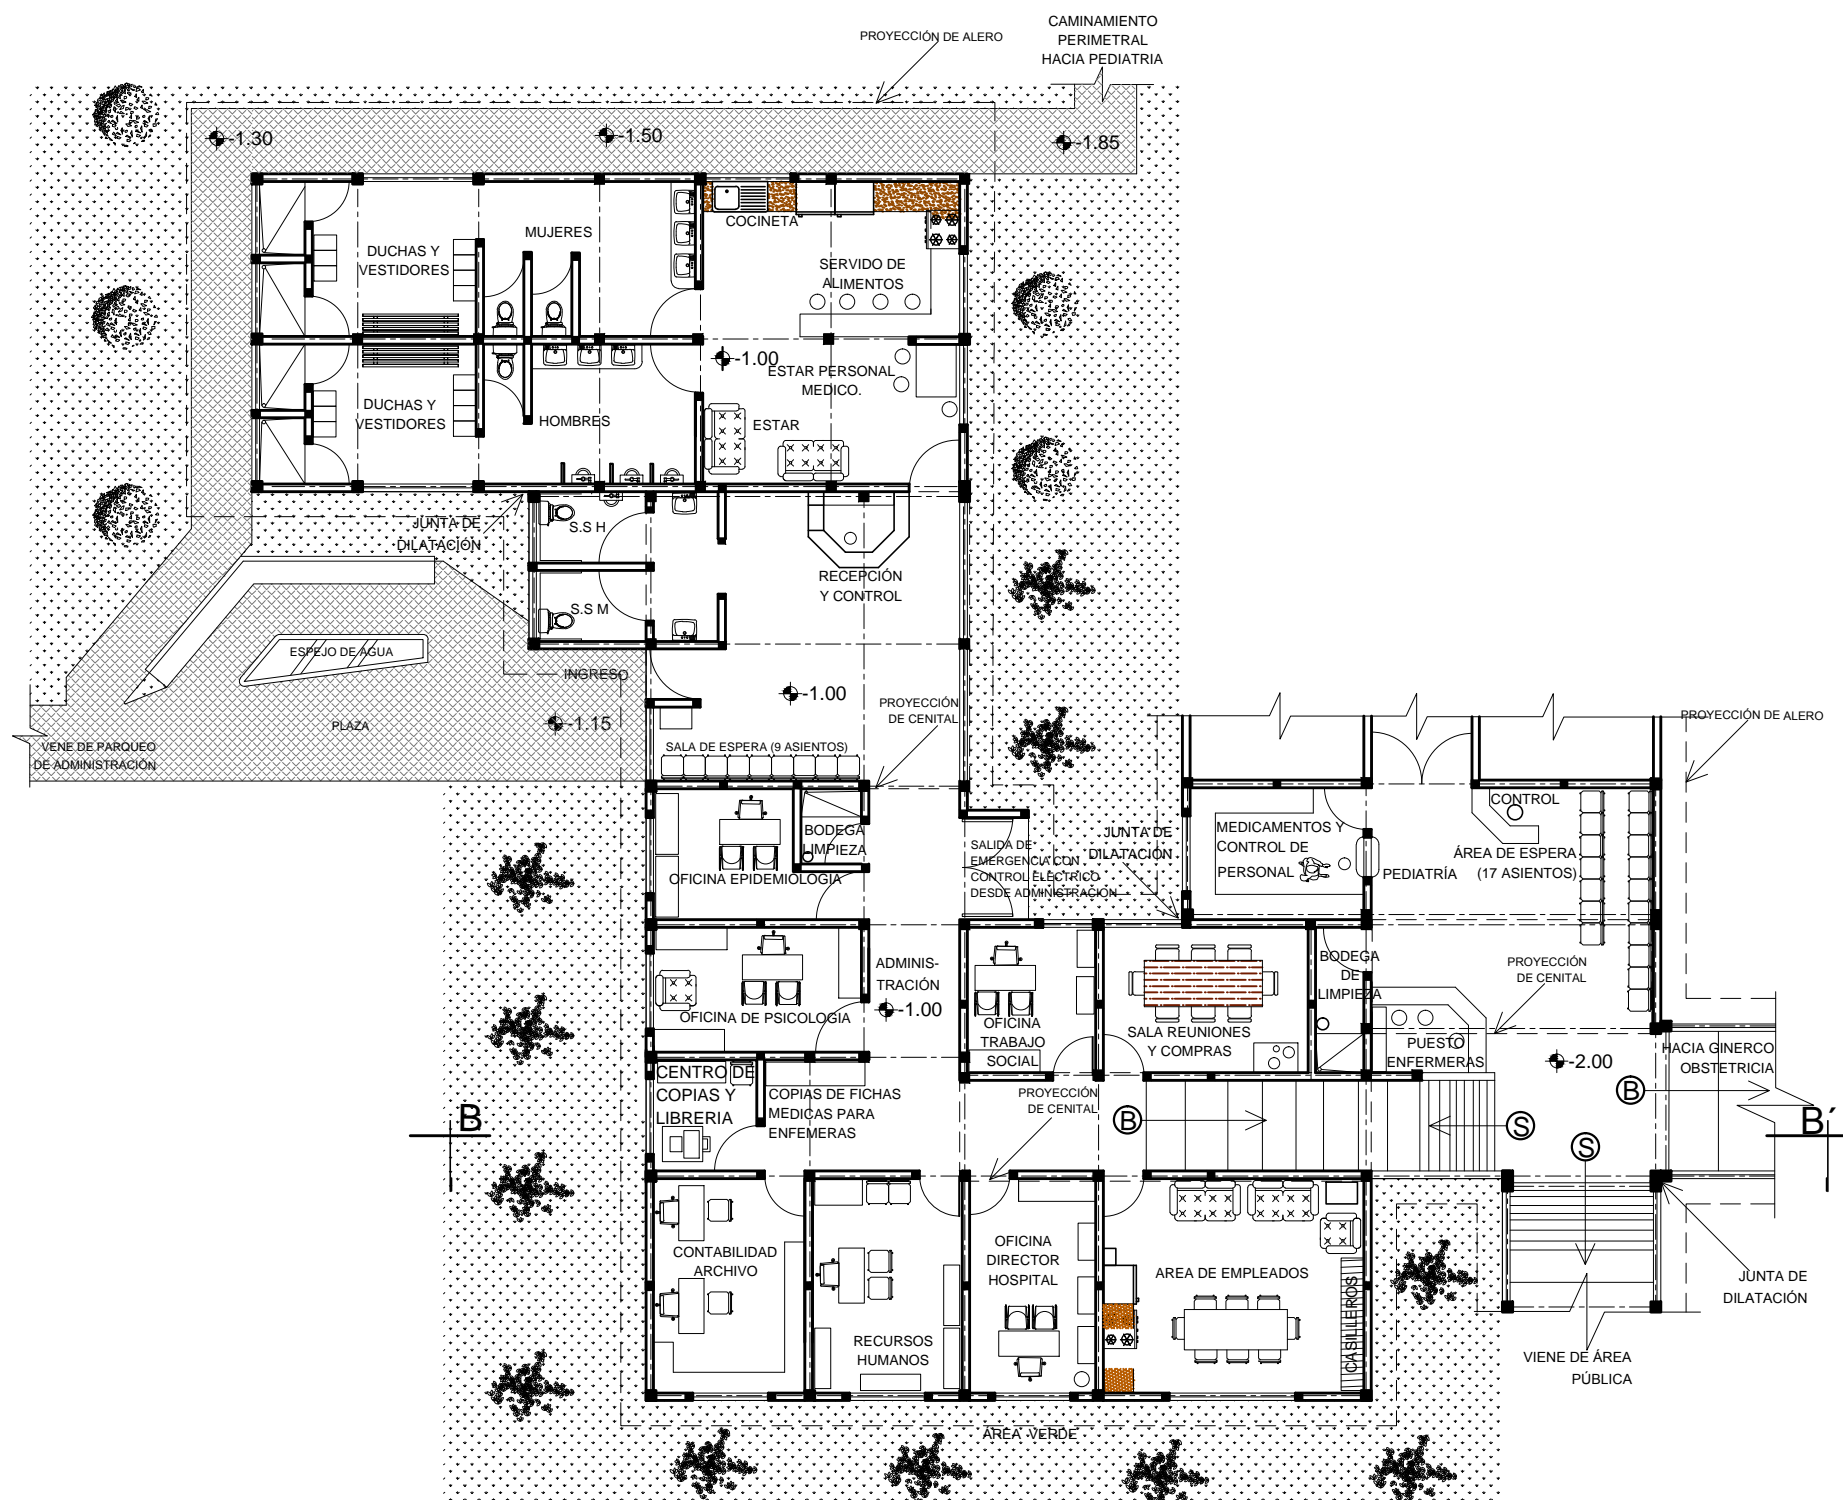 CAMINAMIENTO
PERIMETRAL
HACIA PEDIATRIA
PROYECCIÓN DE ALERO
-1.30
-1.50
-1.85
COCINETA
MUJERES
DUCHAS Y
VESTIDORES
SERVIDO DE
ALIMENTOS
-1.00
ESTAR PERSONAL
MEDICO.
DUCHAS Y
VESTIDORES
HOMBRES
ESTAR
JUNTA DE
DILATACIÓN
S.S H
RECEPCIÓN
Y CONTROL
S.S M
ESPEJO DE AGUA
INGRESO
-1.00
PROYECCIÓN
DE CENITAL
PLAZA
-1.15
VENE DE PARQUEO
DE ADMINISTRACIÓN
SALA DE ESPERA (9 ASIENTOS)
PROYECCIÓN DE ALERO
BODEGA
LIMPIEZA
OFICINA EPIDEMIOLOGIA
SALIDA DE
EMERGENCIA CON
CONTROL ELÉCTRICO
DESDE ADMINISTRACIÓN
JUNTA DE
DILATACIÓN
MEDICAMENTOS Y
CONTROL DE
PERSONAL
CONTROL
ÁREA DE ESPERA
(17 ASIENTOS)
PEDIATRÍA
ADMINIS-
TRACIÓN
-1.00
OFICINA DE PSICOLOGIA
OFICINA
TRABAJO
SOCIAL
SALA REUNIONES
Y COMPRAS
BODEGA
DE
LIMPIEZA
PROYECCIÓN
DE CENITAL
PUESTO
ENFERMERAS
-2.00
HACIA GINERCO
OBSTETRICIA
CENTRO DE
COPIAS Y
LIBRERIA
COPIAS DE FICHAS
MEDICAS PARA
ENFEMERAS
PROYECCIÓN
DE CENITAL
B
B
S
S
B
B´
CONTABILIDAD
ARCHIVO
RECURSOS
HUMANOS
OFICINA
DIRECTOR
HOSPITAL
AREA DE EMPLEADOS
CASILLEROS
JUNTA DE
DILATACIÓN
VIENE DE ÁREA
PÚBLICA
ÁREA VERDE